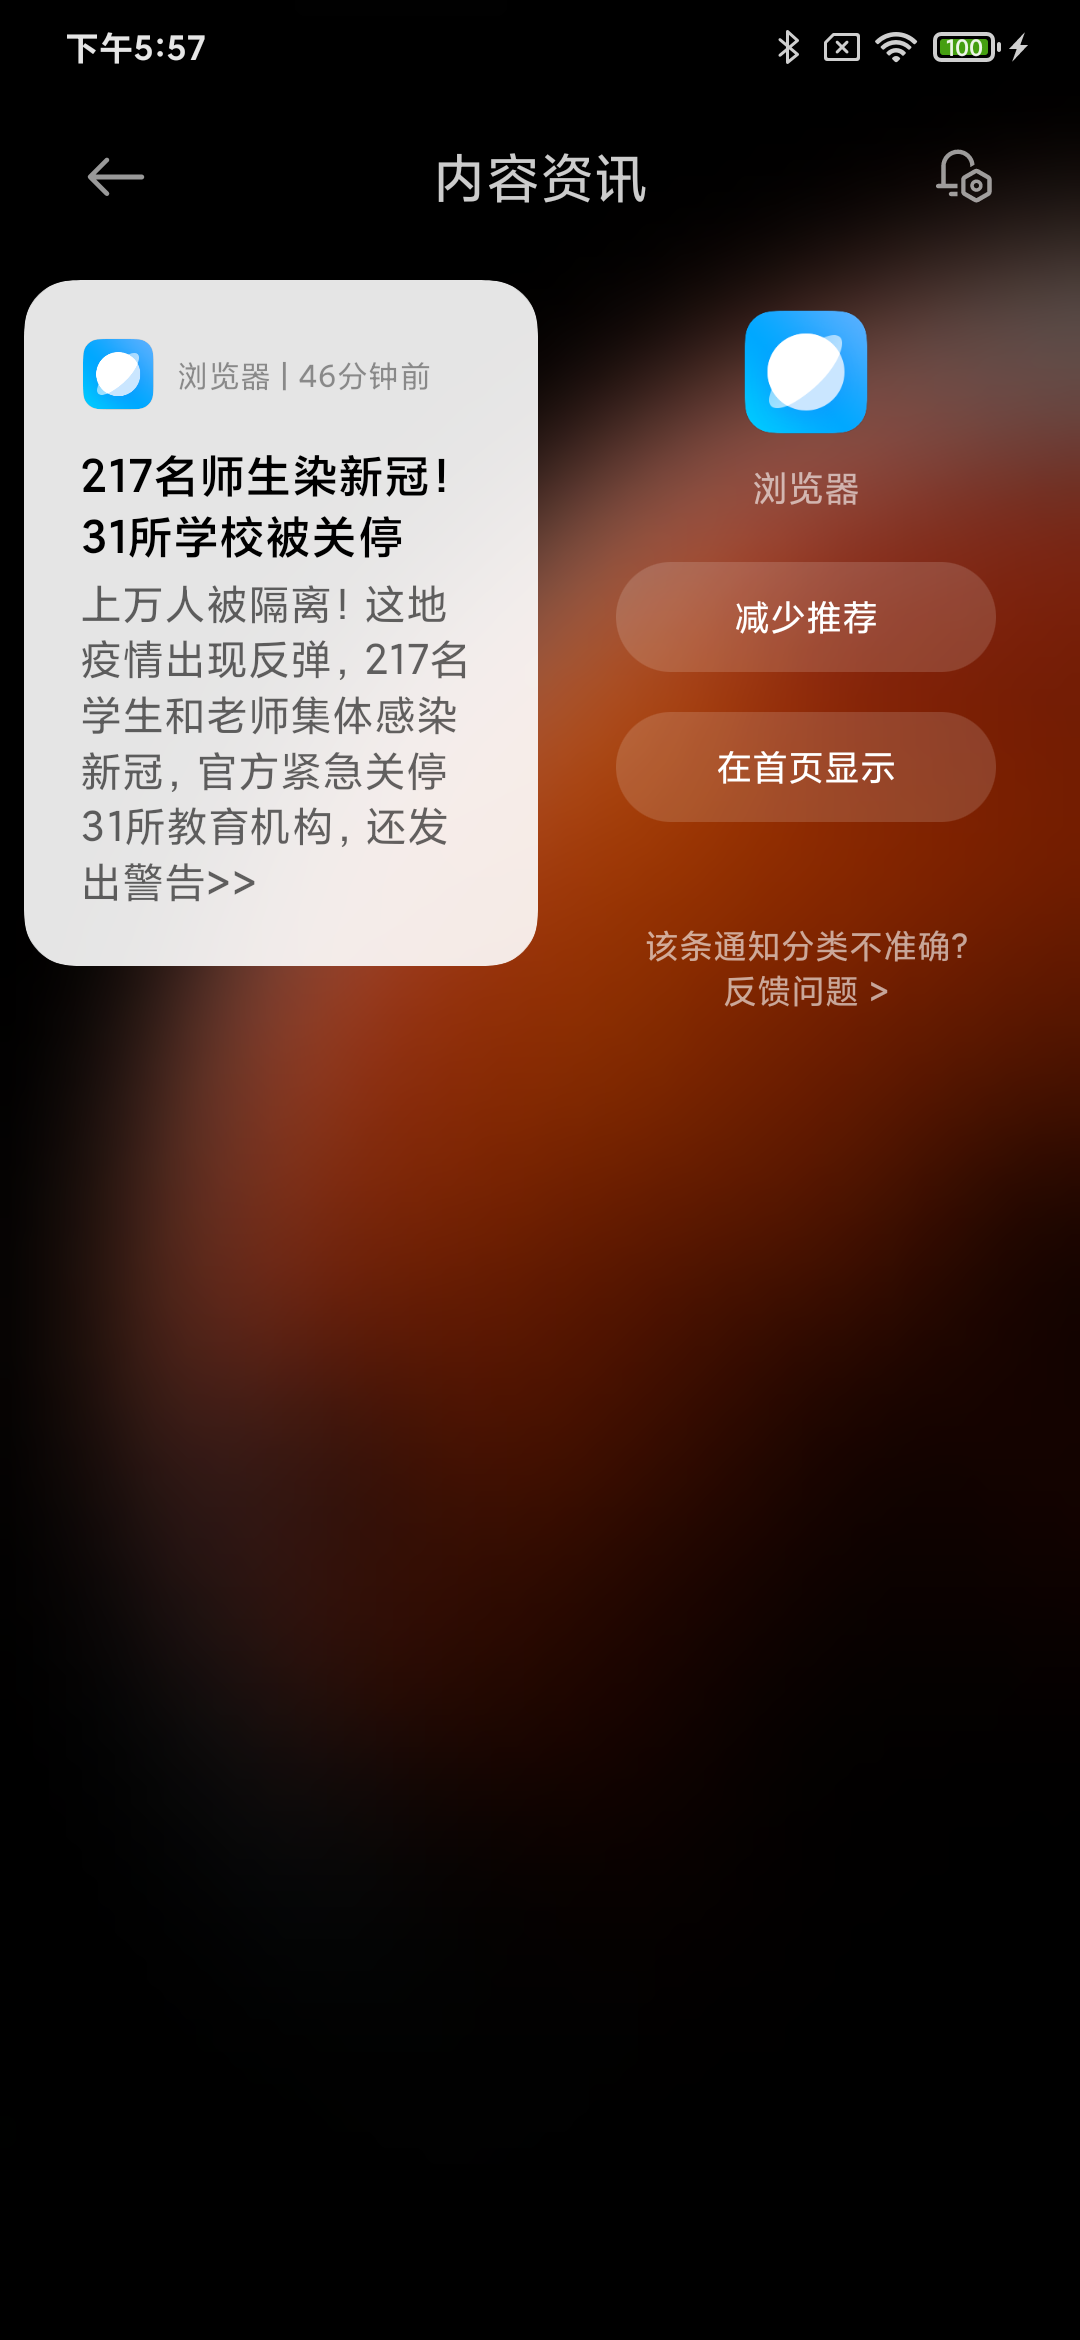 下午5:57
100
内容资讯
浏览器 | 46分钟前
217名师生染新冠！
31所学校被关停
上万人被隔离！这地
疫情出现反弹，217名
学生和老师集体感染
新冠，官方紧急关停
31所教育机构，还发
出警告>>
浏览器
减少推荐
在首页显示
该条通知分类不准确？
反馈问题 >